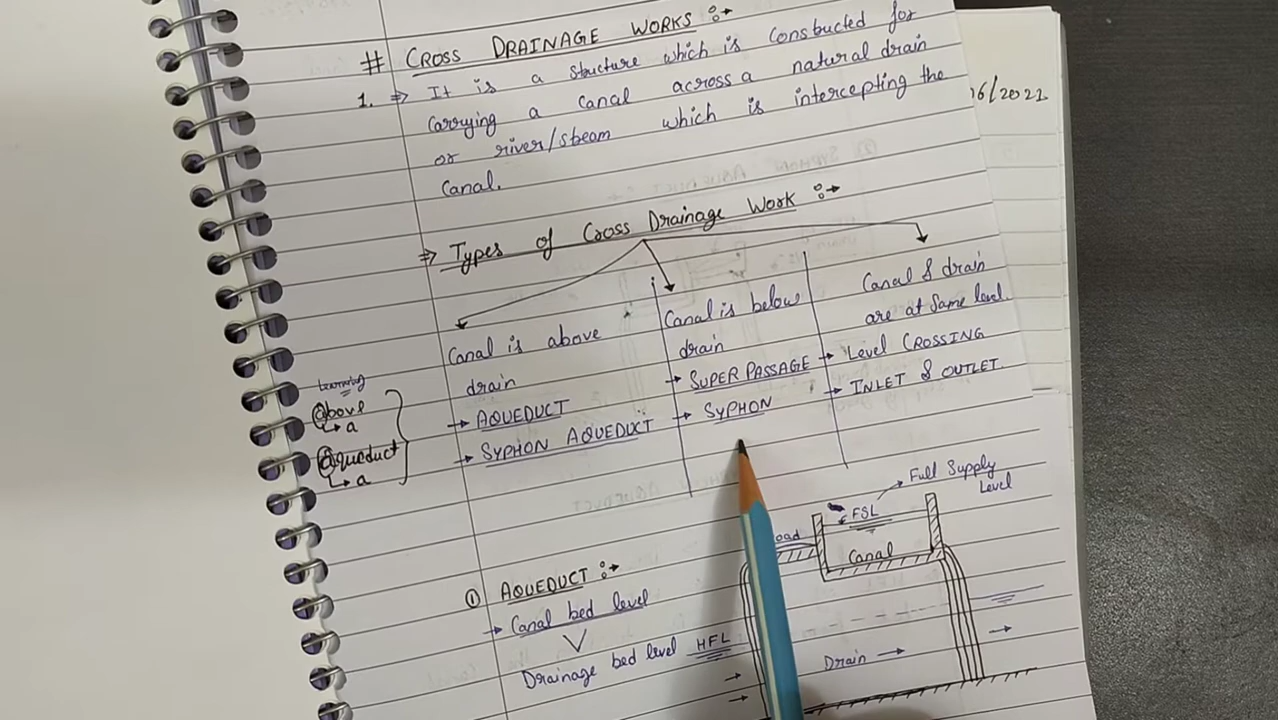 # CROSS DRAINAGE WORKS :→
1. ⇒ It is a structure which is constucted for
carrying a canal across a natural drain
or river/steam which is intercepting the
Canal.
06/2022
⇒ Types of Cross Drainage Work :→
Canal is above
drain
→ AQUEDUCT
→ SYPHON AQUEDUCT
Canal is below
drain
→ SUPER PASSAGE
→ SYPHON
Canal & drain
are at same level.
→ Level CROSSING
→ INLET & OUTLET.
Learning
Above
↳ a
Aqueduct
↳ a
① AQUEDUCT :→
→ Canal bed level
V
Drainage bed level
HFL
FSL → Full Supply
Level
Canal
Drain →